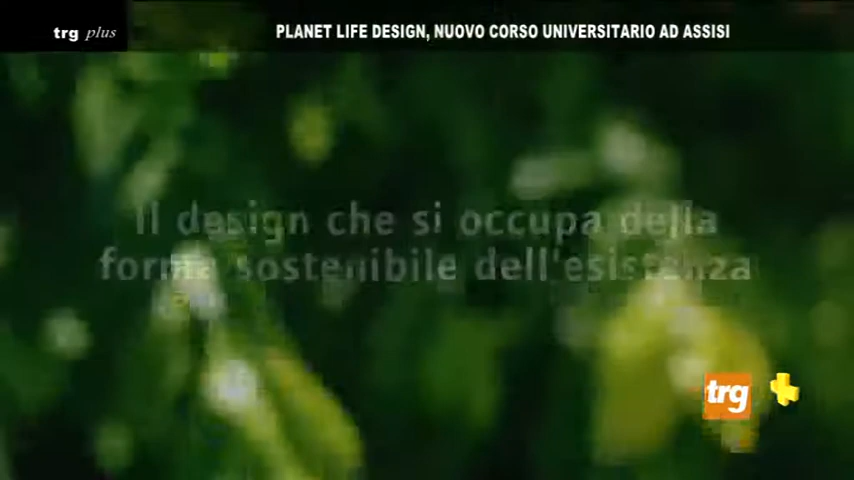 trg plus
PLANET LIFE DESIGN, NUOVO CORSO UNIVERSITARIO AD ASSISI
Il design che si occupa della
forma sostenibile dell'esistenza
trg